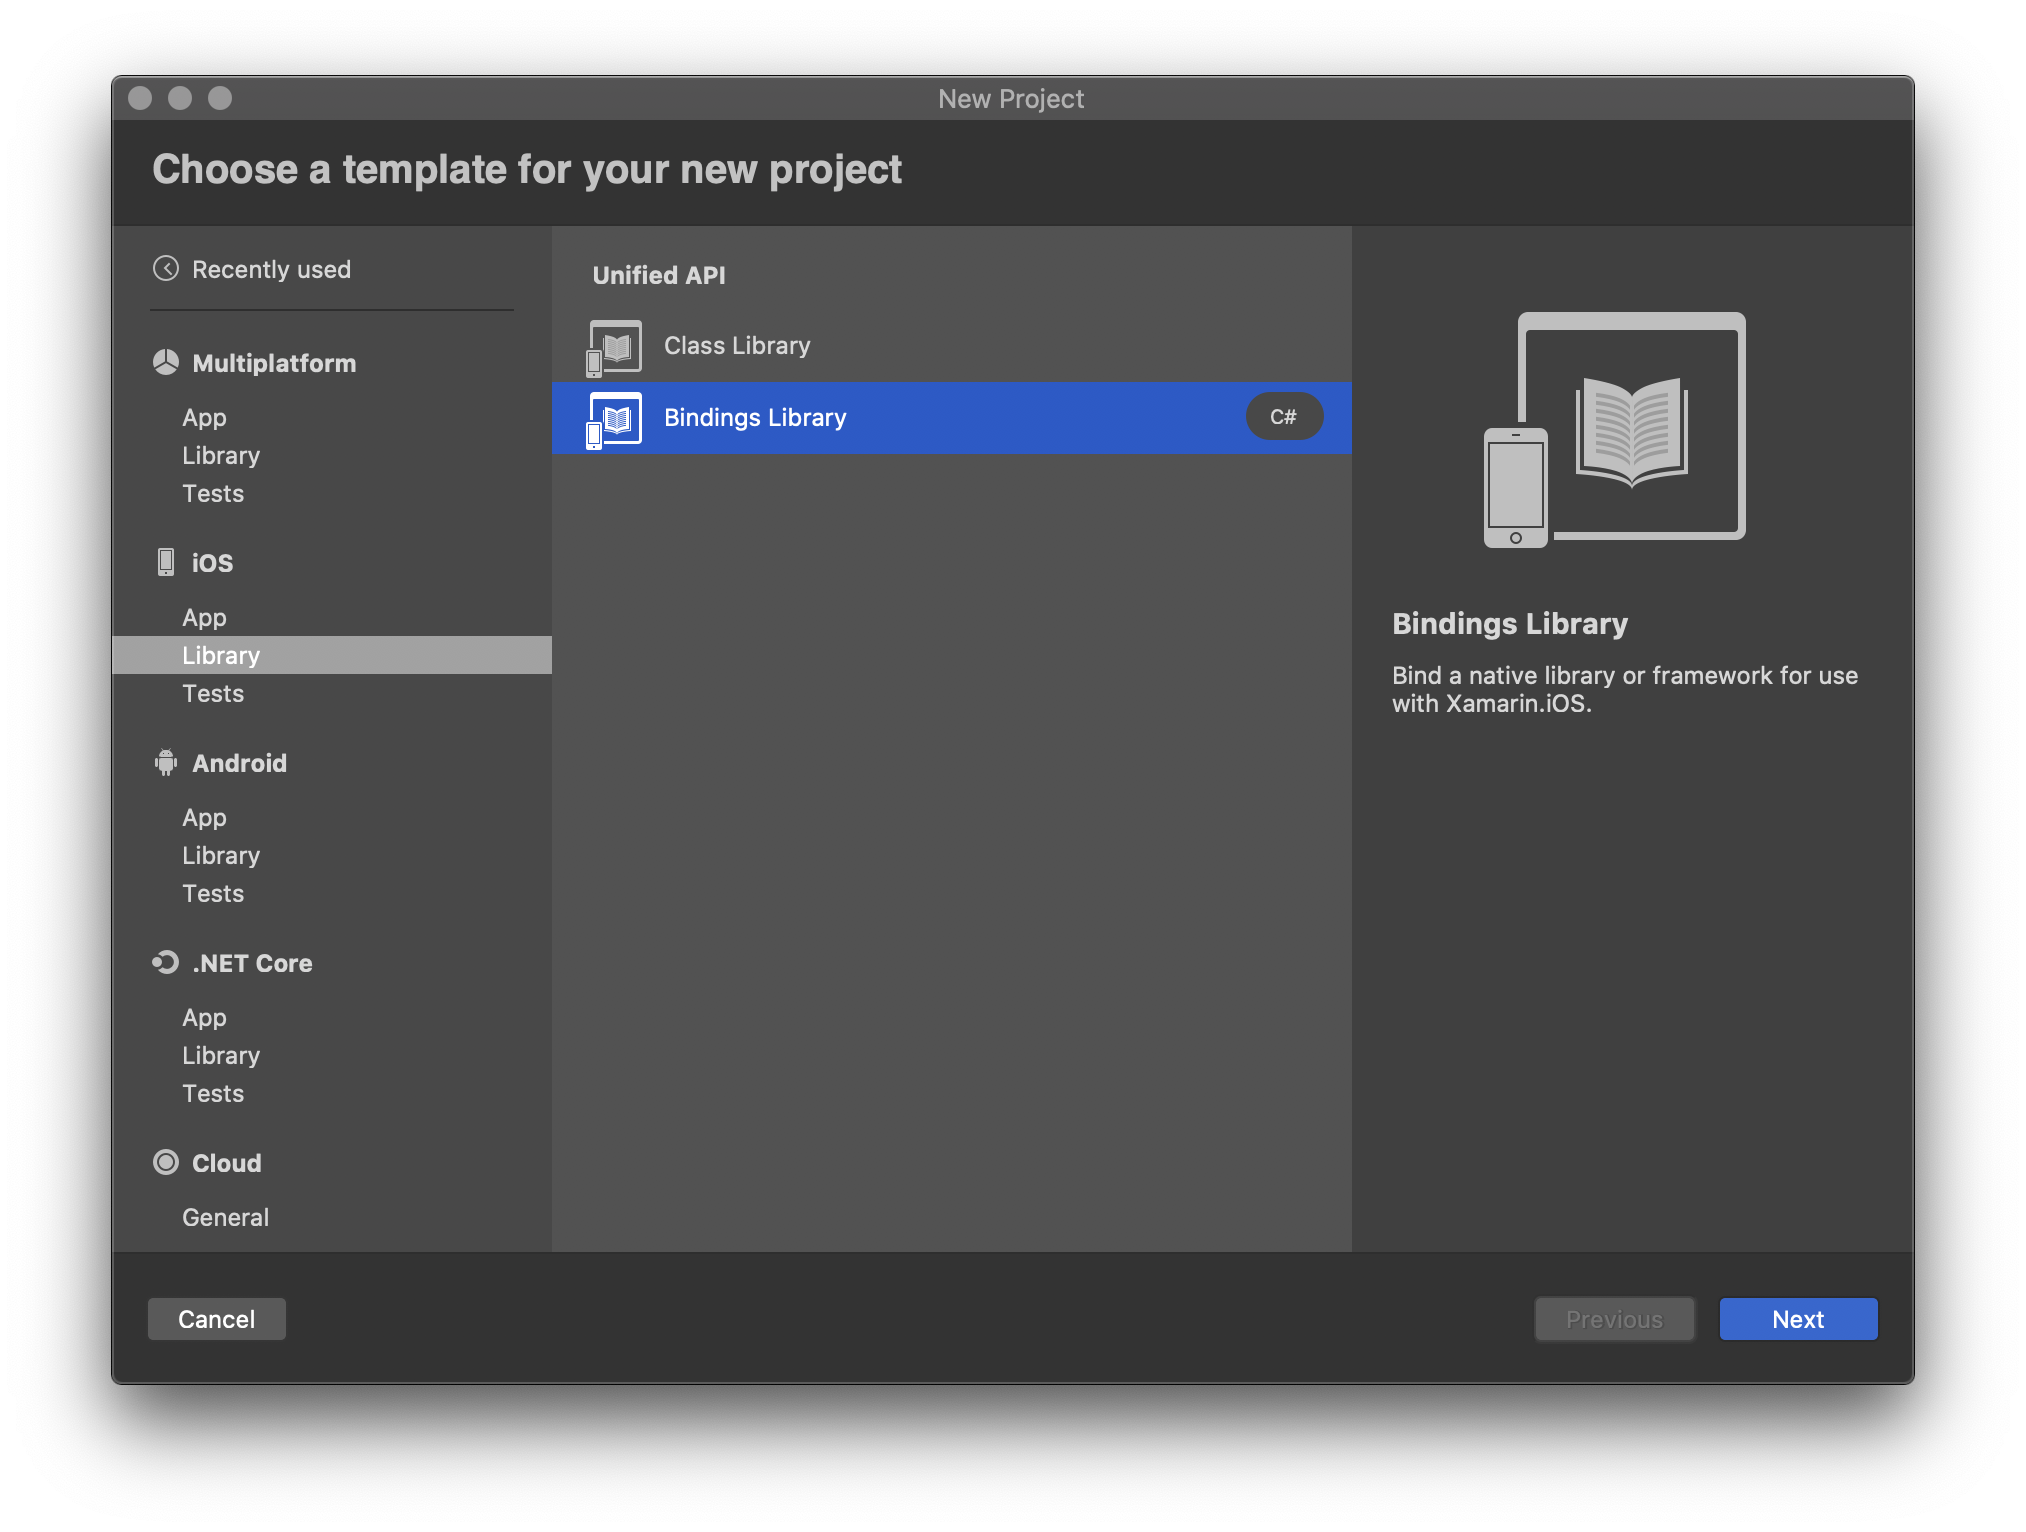 New Project
Choose a template for your new project
Recently used
Multiplatform
App
Library
Tests
iOS
App
Library
Tests
Android
App
Library
Tests
.NET Core
App
Library
Tests
Cloud
General
Unified API
Class Library
Bindings Library
C#
Bindings Library
Bind a native library or framework for use
with Xamarin.iOS.
Cancel
Previous
Next